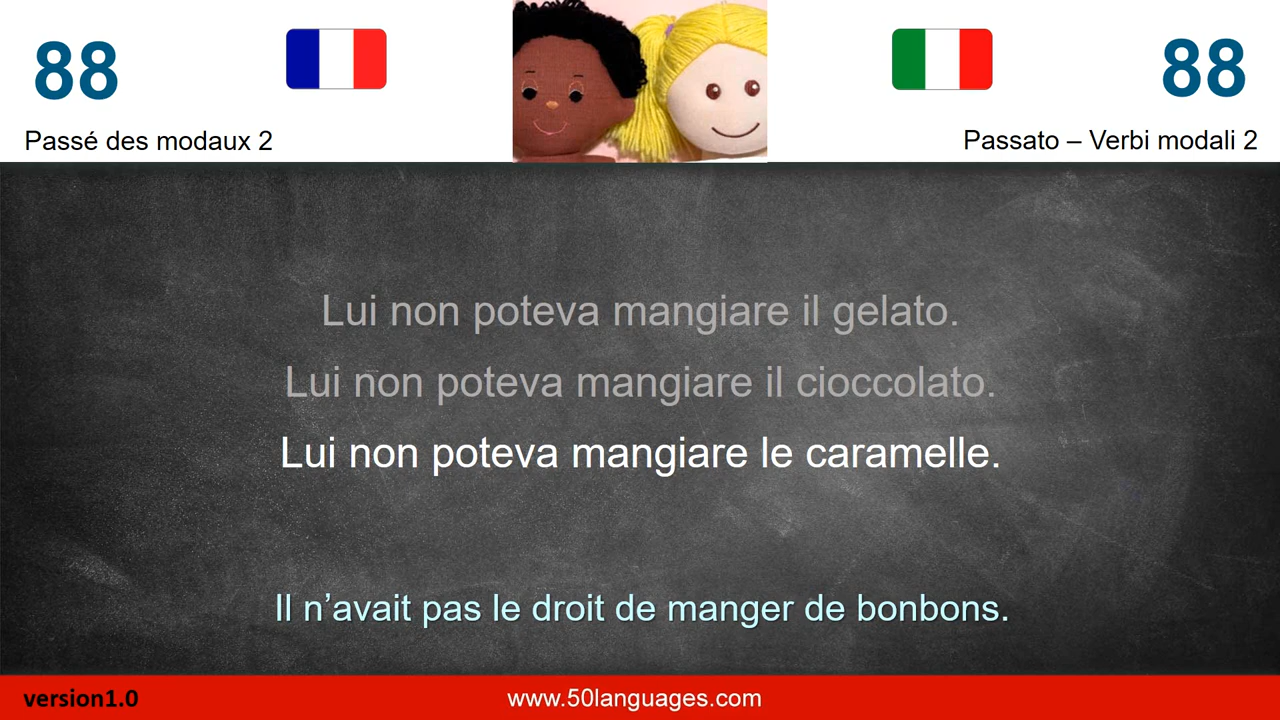 88
88
Passé des modaux 2
Passato – Verbi modali 2
Lui non poteva mangiare il gelato.
Lui non poteva mangiare il cioccolato.
Lui non poteva mangiare le caramelle.
Il n’avait pas le droit de manger de bonbons.
version1.0
www.50languages.com